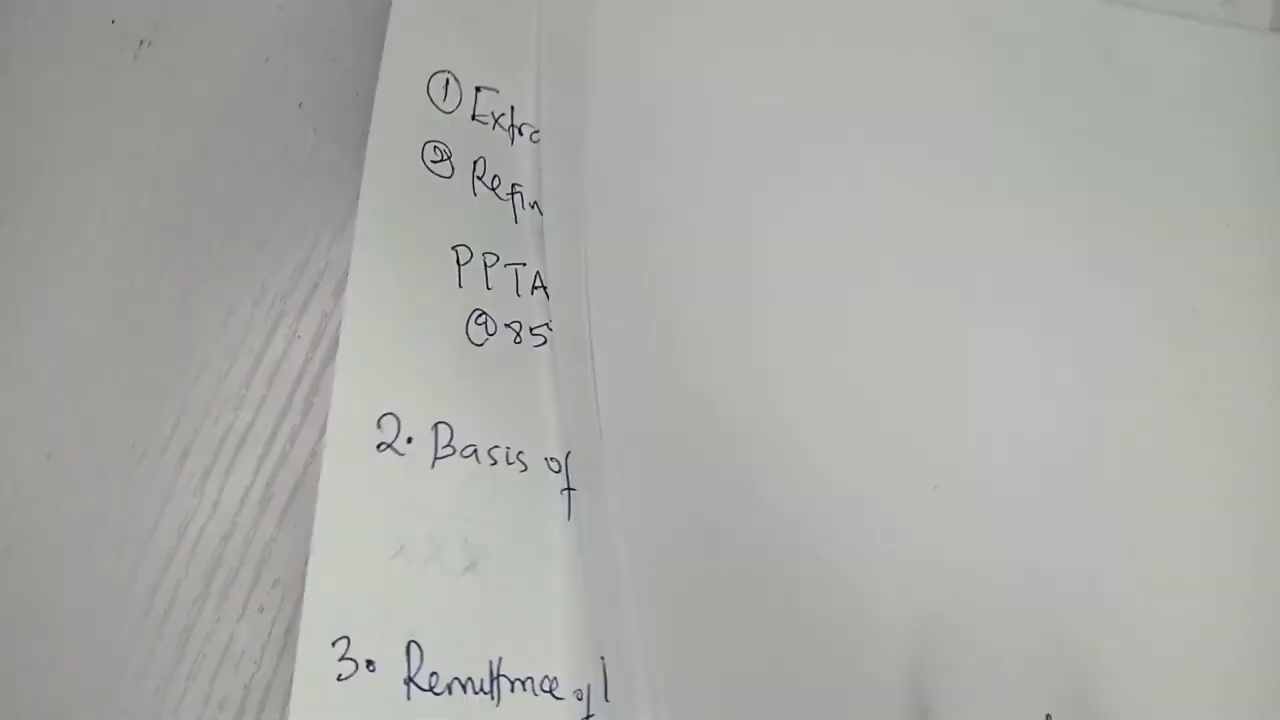 ① Extra
② Refin
PPTA
@ 85
2. Basis of
3. Remittance of